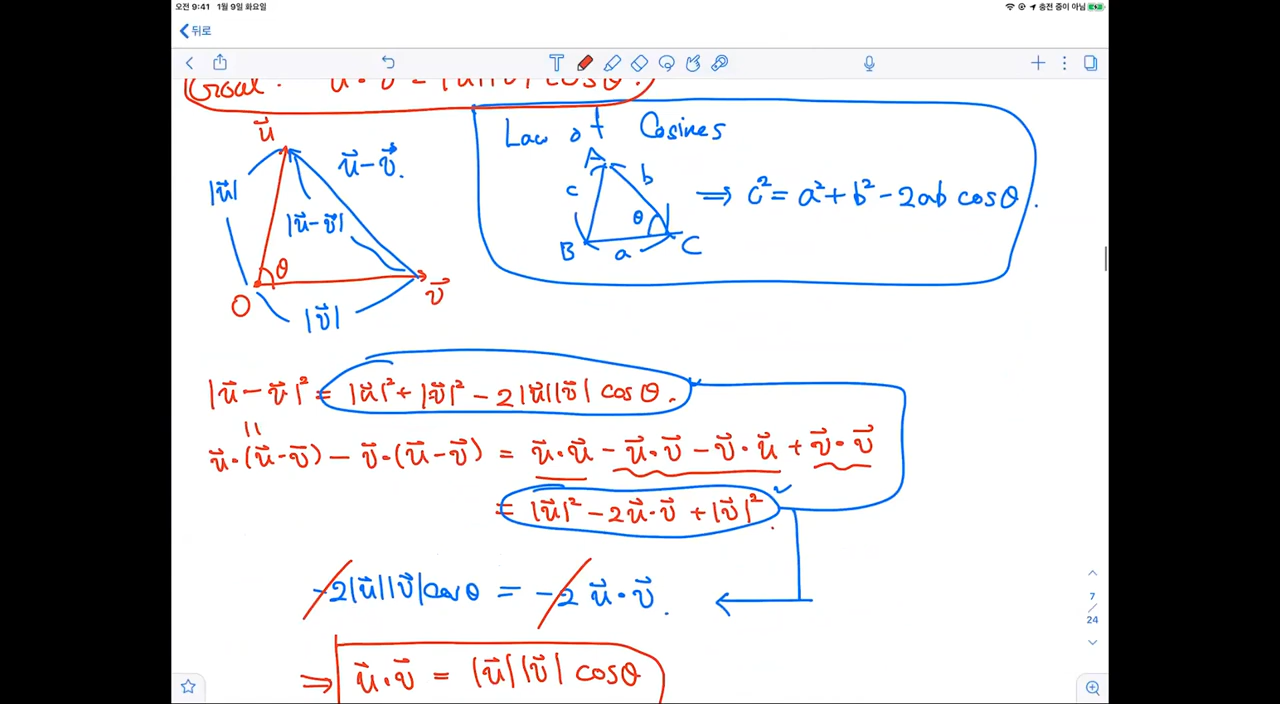 오전 9:41 1월 9일 화요일
충전 중이 아님
뒤로
Goal. u⃗·v⃗ = |u⃗||v⃗| cosθ.
Law of Cosines
u⃗
u⃗-v⃗.
|u⃗|
|u⃗-v⃗|
θ
O
v⃗
|v⃗|
A
c
b
θ
B
a
C
⇒ c² = a² + b² - 2ab cosθ.
|u⃗ - v⃗|² = |u⃗|² + |v⃗|² - 2|u⃗||v⃗| cosθ.
=
u⃗·(u⃗-v⃗) - v⃗·(u⃗-v⃗) = u⃗·u⃗ - u⃗·v⃗ - v⃗·u⃗ + v⃗·v⃗
= |u⃗|² - 2u⃗·v⃗ + |v⃗|².
-2|u⃗||v⃗|cosθ = -2 u⃗·v⃗.
⇒ u⃗·v⃗ = |u⃗||v⃗| cosθ
7
/
24